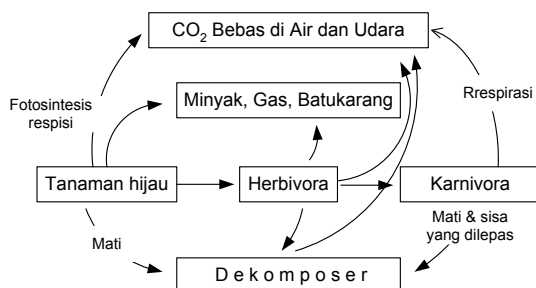 CO₂ Bebas di Air dan Udara
Fotosintesis
respisi
Minyak, Gas, Batukarang
Rrespirasi
Tanaman hijau
Herbivora
Karnivora
Mati
Mati & sisa
yang dilepas
Dekomposer